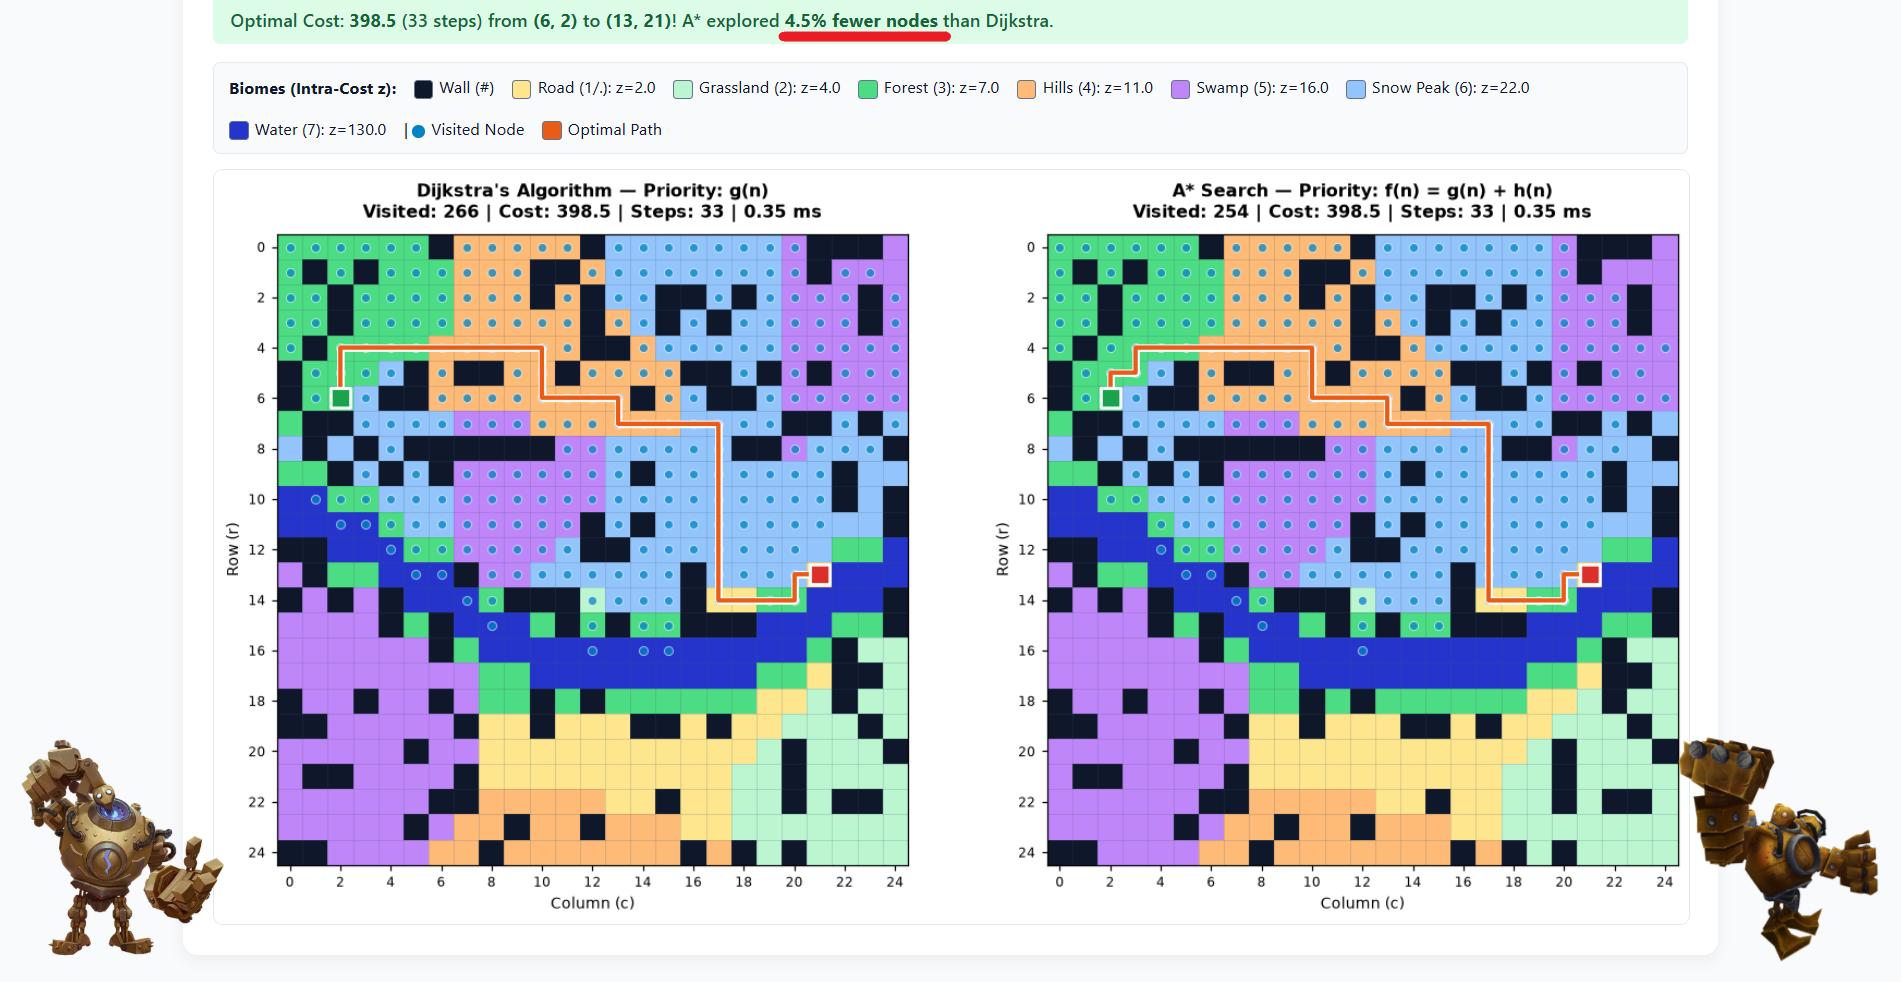 Optimal Cost: 398.5 (33 steps) from (6, 2) to (13, 21)! A* explored 4.5% fewer nodes than Dijkstra.
Biomes (Intra-Cost z): Wall (#) Road (1/.): z=2.0 Grassland (2): z=4.0 Forest (3): z=7.0 Hills (4): z=11.0 Swamp (5): z=16.0 Snow Peak (6): z=22.0
Water (7): z=130.0 | Visited Node Optimal Path
Dijkstra's Algorithm — Priority: g(n)
Visited: 266 | Cost: 398.5 | Steps: 33 | 0.35 ms
0
2
4
6
8
10
12
14
16
18
20
22
24
Row (r)
0 2 4 6 8 10 12 14 16 18 20 22 24
Column (c)
A* Search — Priority: f(n) = g(n) + h(n)
Visited: 254 | Cost: 398.5 | Steps: 33 | 0.35 ms
0
2
4
6
8
10
12
14
16
18
20
22
24
Row (r)
0 2 4 6 8 10 12 14 16 18 20 22 24
Column (c)